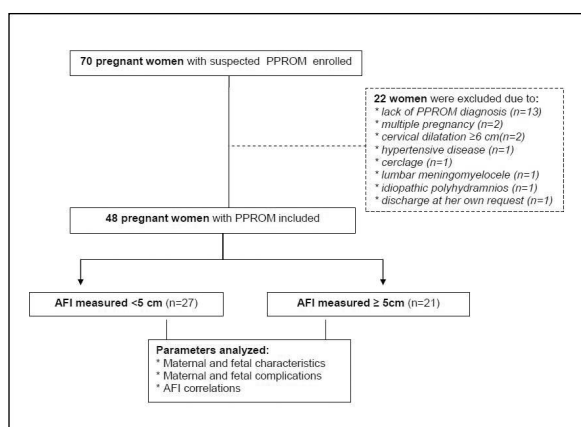 70 pregnant women with suspected PPROM enrolled
22 women were excluded due to:
* lack of PPROM diagnosis (n=13)
* multiple pregnancy (n=2)
* cervical dilatation ≥6 cm(n=2)
* hypertensive disease (n=1)
* cerclage (n=1)
* lumbar meningomyelocele (n=1)
* idiopathic polyhydramnios (n=1)
* discharge at her own request (n=1)
48 pregnant women with PPROM included
AFI measured <5 cm (n=27)
AFI measured ≥ 5cm (n=21)
Parameters analyzed:
* Maternal and fetal characteristics
* Maternal and fetal complications
* AFI correlations